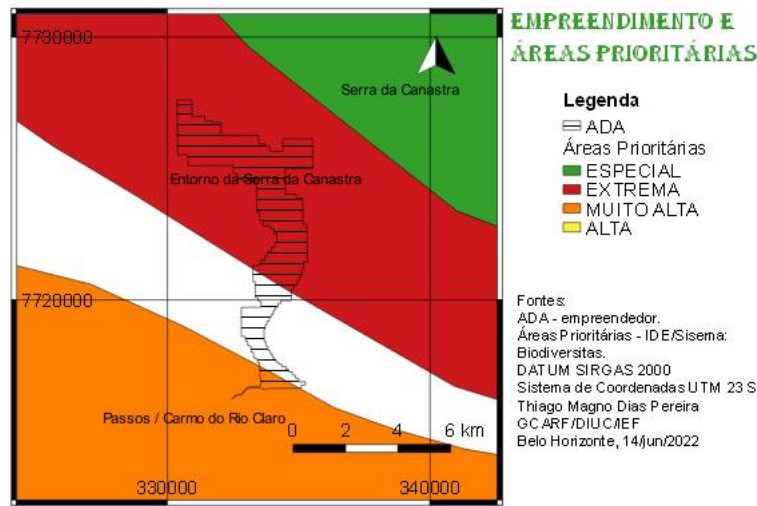 EMPREENDIMENTO E
ÁREAS PRIORITÁRIAS
7730000
Serra da Canastra
Entorno da Serra da Canastra
7720000
Passos / Carmo do Rio Claro
0 2 4 6 km
330000 340000
Legenda
ADA
Áreas Prioritárias
ESPECIAL
EXTREMA
MUITO ALTA
ALTA
Fontes:
ADA - empreendedor.
Áreas Prioritárias - IDE/Sisema:
Biodiversitas.
DATUM SIRGAS 2000
Sistema de Coordenadas UTM 23 S
Thiago Magno Dias Pereira
GCARF/DIUC/IEF
Belo Horizonte, 14/jun/2022